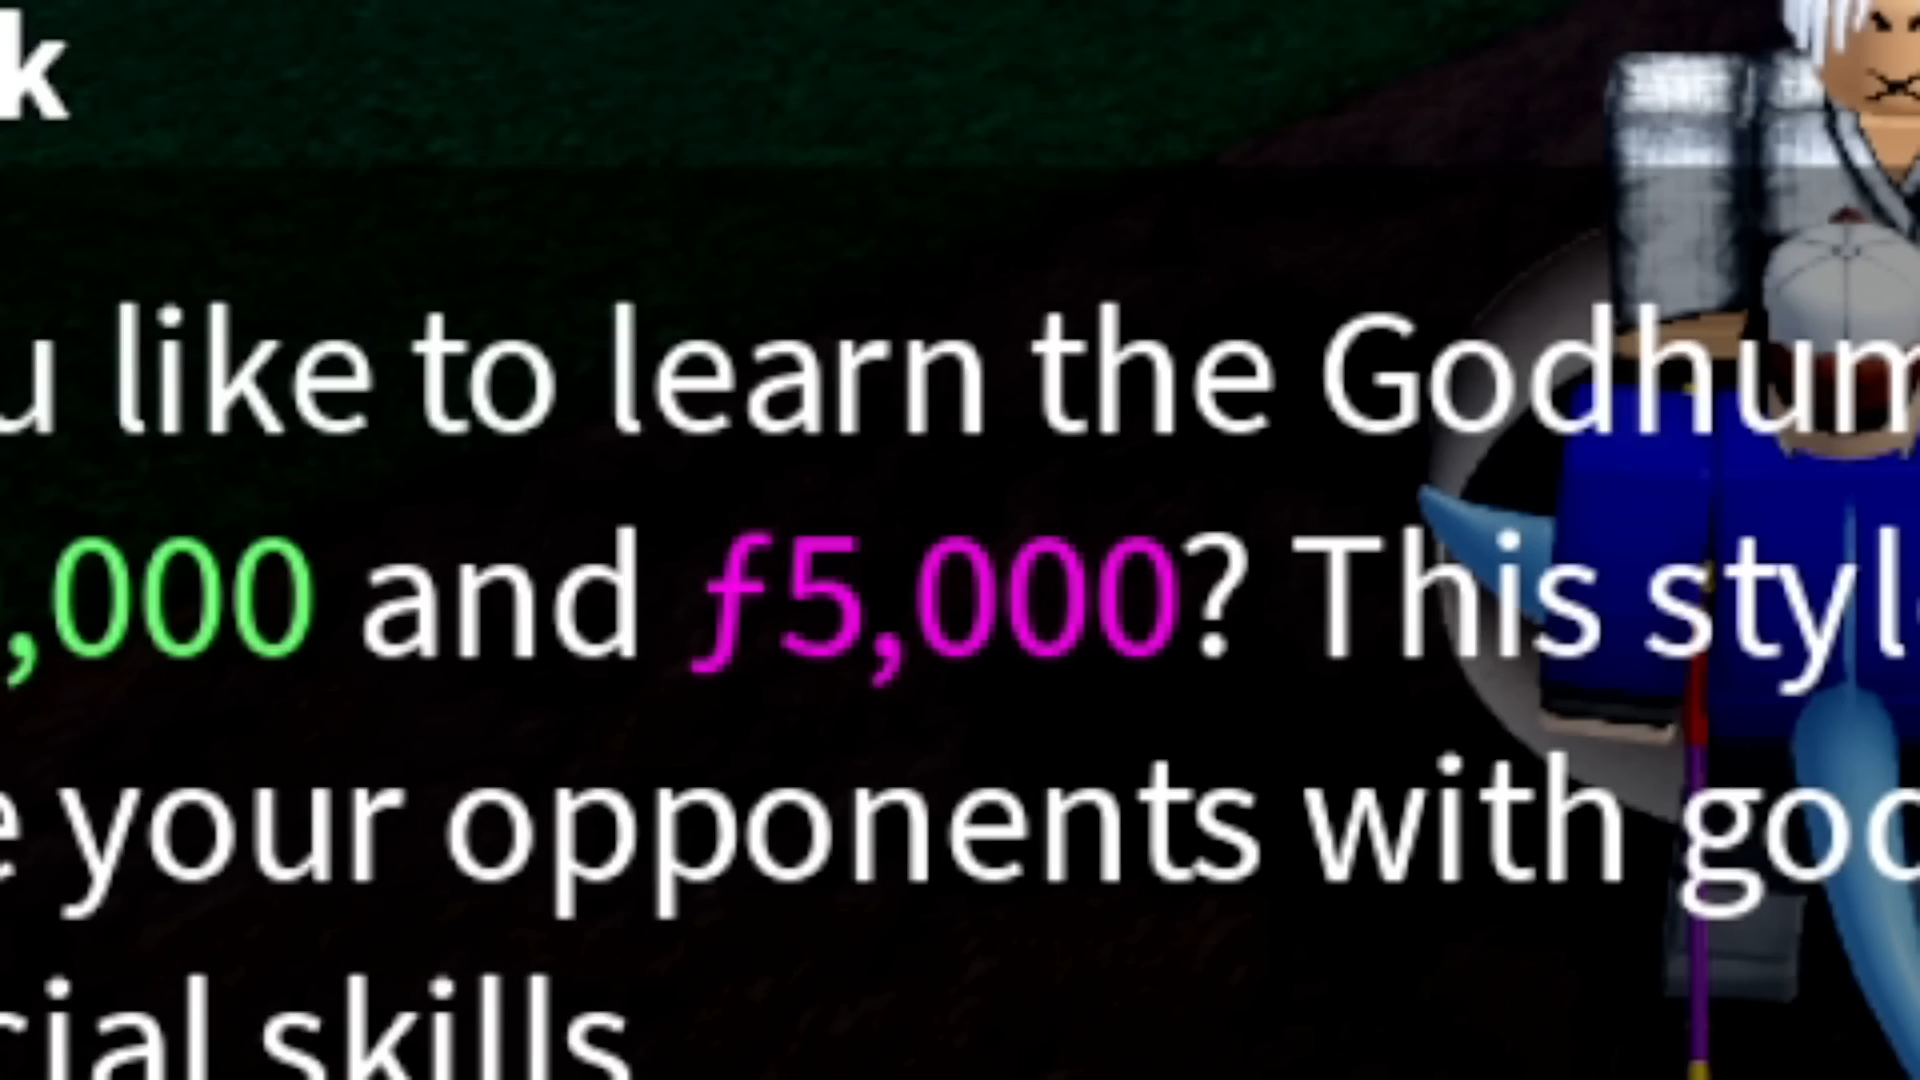 k
u like to learn the Godhum
,000 and ƒ5,000? This styl
e your opponents with goo
cial skills